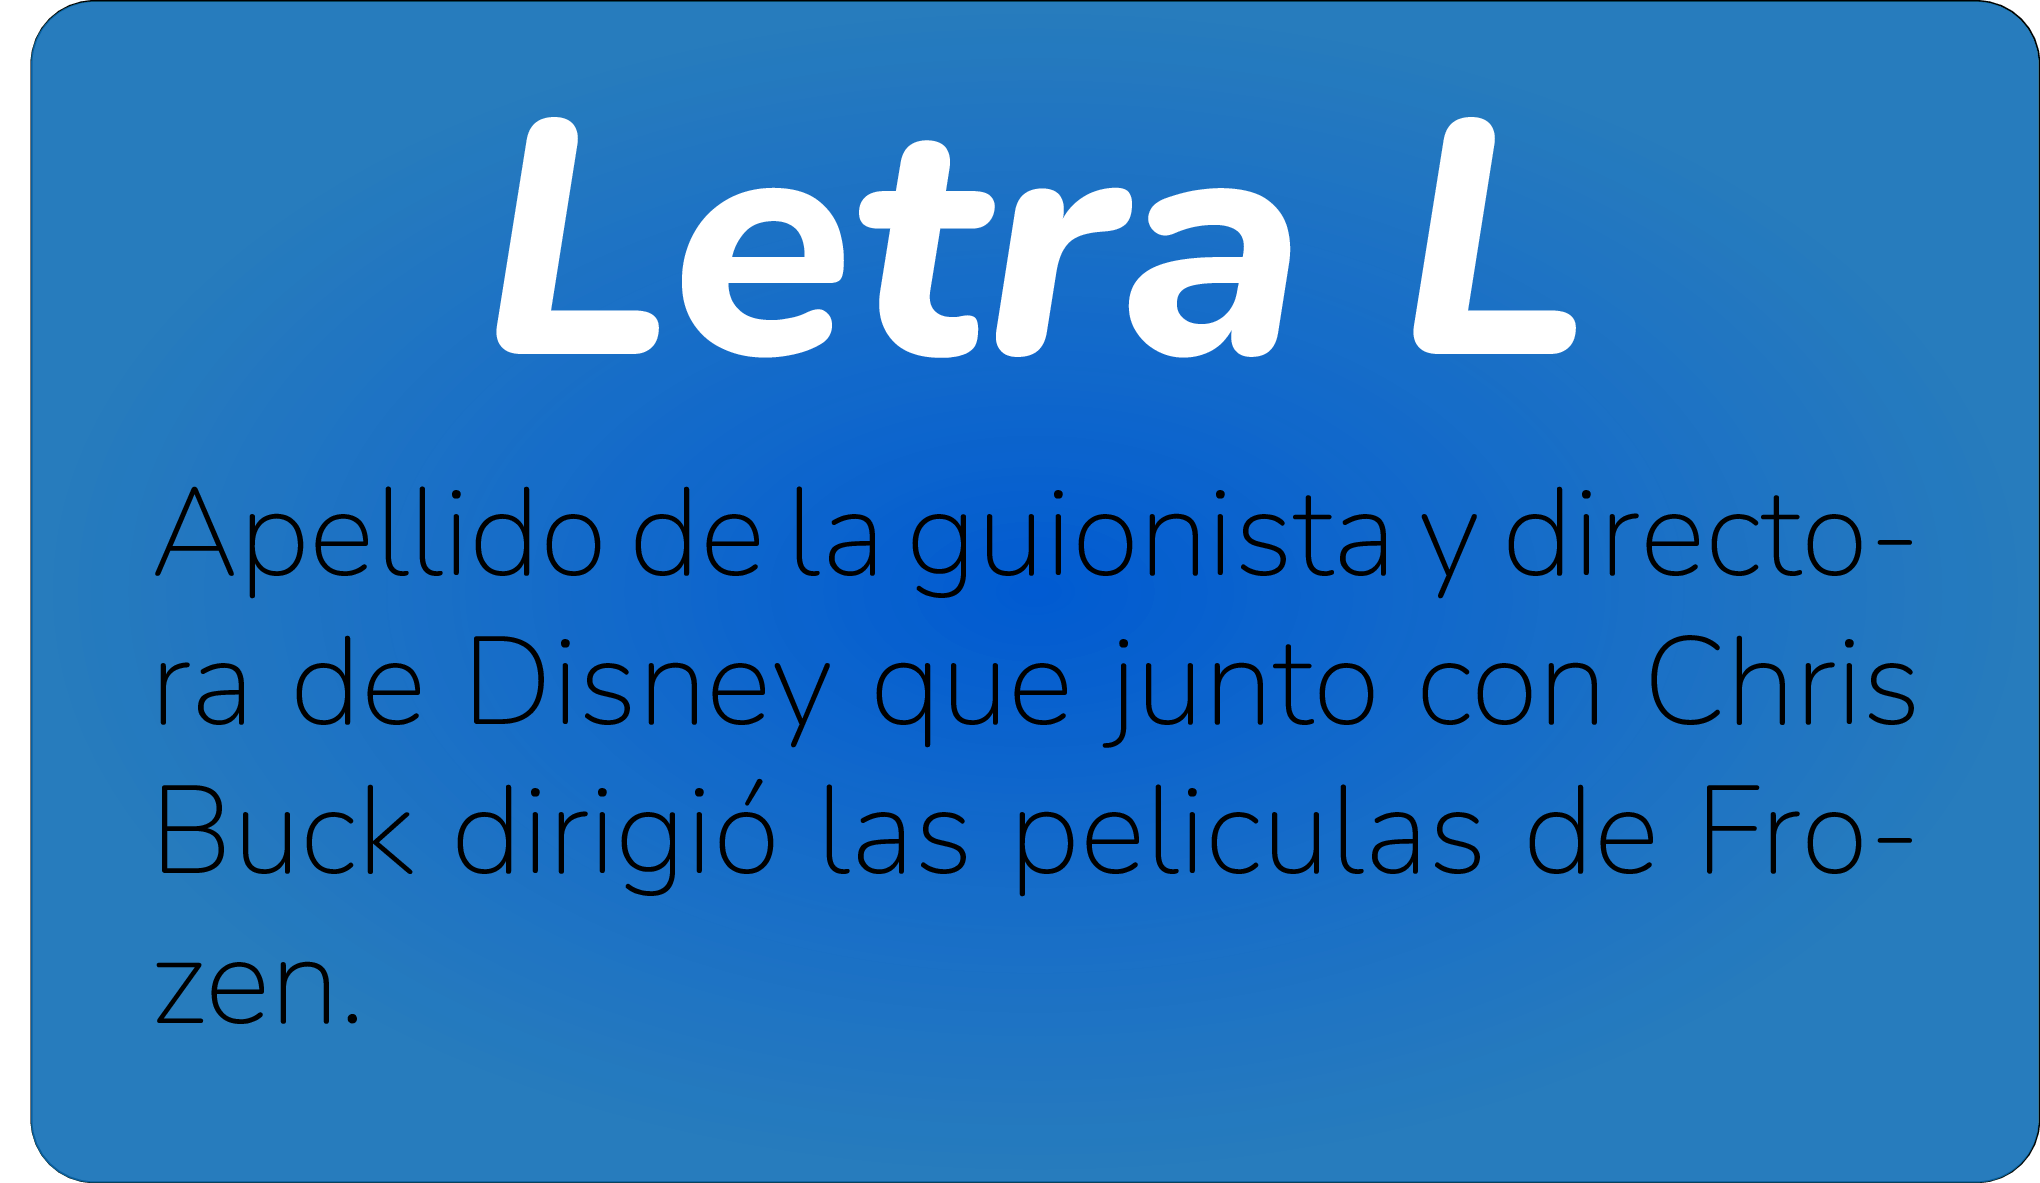 Letra L
Apellido de la guionista y directo-
ra de Disney que junto con Chris
Buck dirigió las peliculas de Fro-
zen.